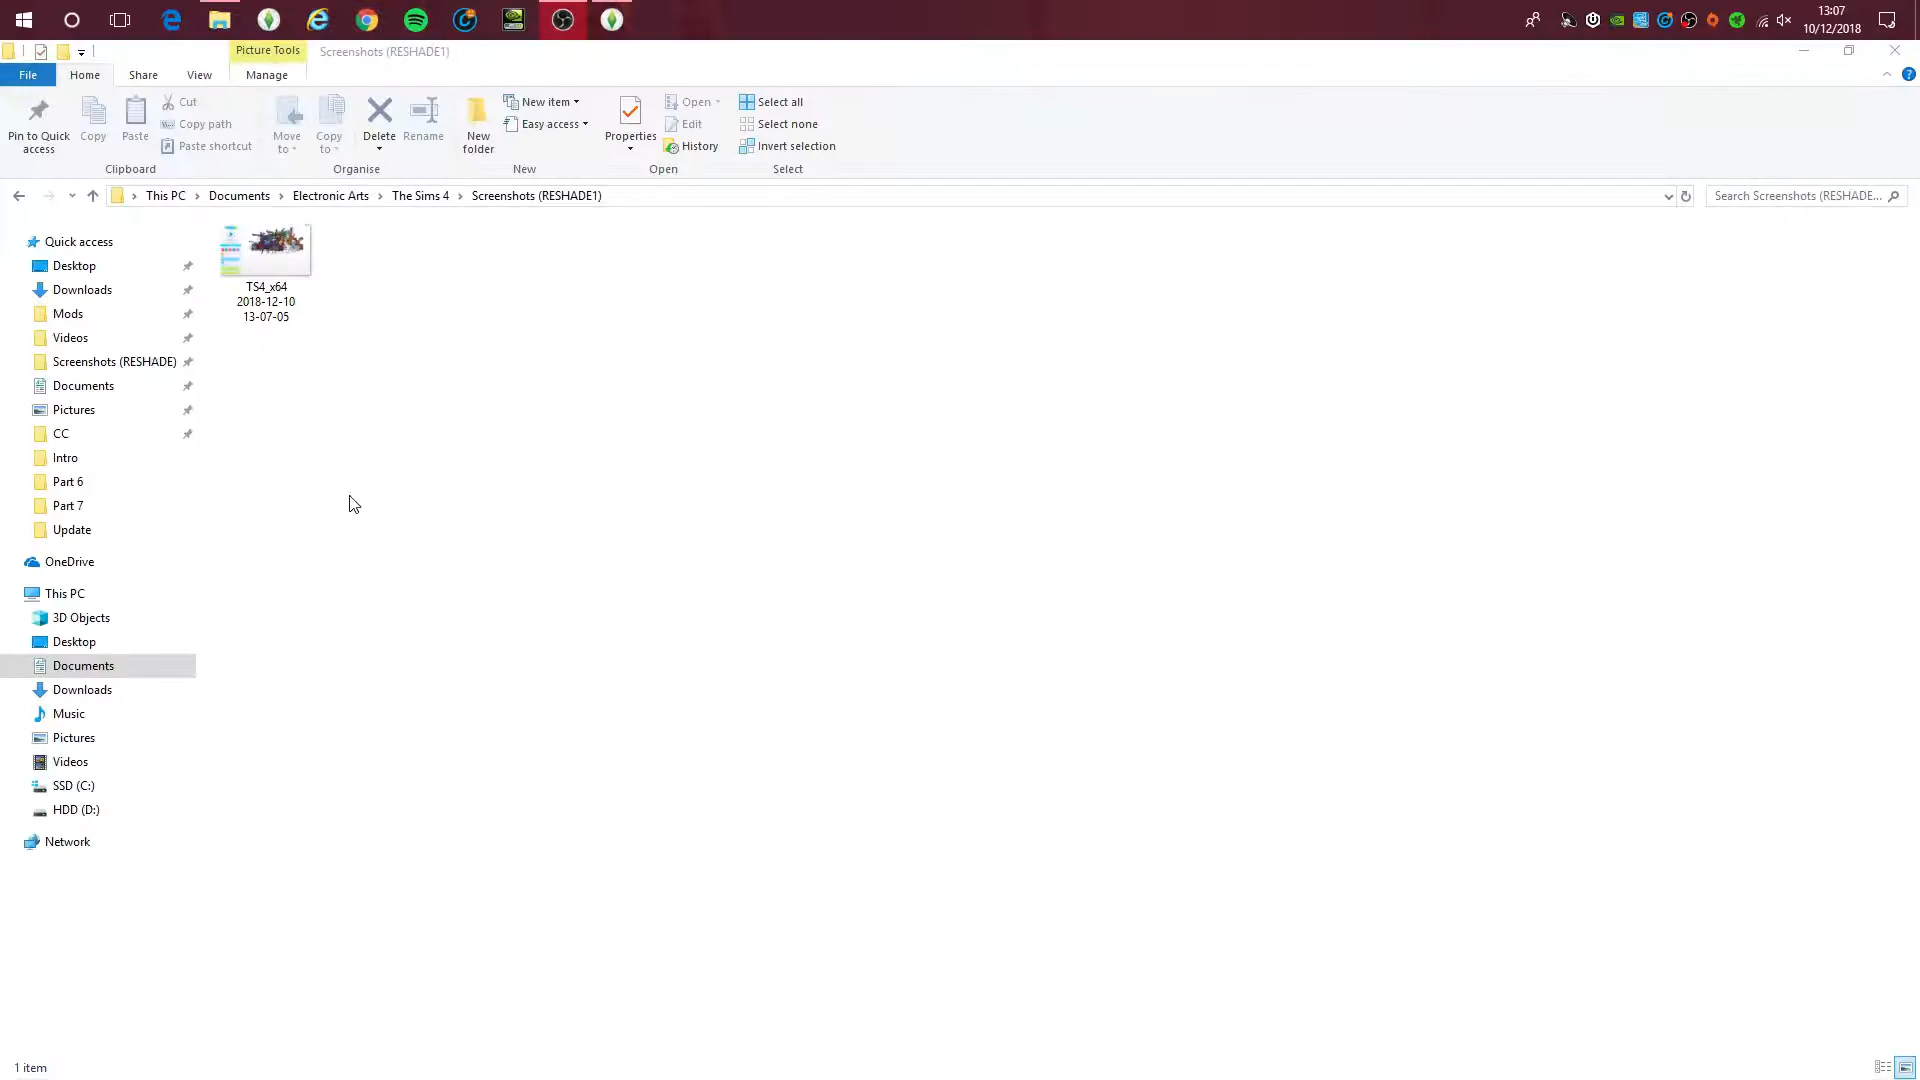 13:07
10/12/2018
Picture Tools
Screenshots (RESHADE1)
File
Home
Share
View
Manage
Pin to Quick access
Copy
Paste
Cut
Copy path
Paste shortcut
Move to
Copy to
Delete
Rename
New folder
New item
Easy access
Properties
Open
Edit
History
Select all
Select none
Invert selection
Clipboard
Organise
New
Open
Select
This PC > Documents > Electronic Arts > The Sims 4 > Screenshots (RESHADE1)
Search Screenshots (RESHADE...
Quick access
Desktop
Downloads
Mods
Videos
Screenshots (RESHADE)
Documents
Pictures
CC
Intro
Part 6
Part 7
Update
OneDrive
This PC
3D Objects
Desktop
Documents
Downloads
Music
Pictures
Videos
SSD (C:)
HDD (D:)
Network
TS4_x64
2018-12-10
13-07-05
1 item